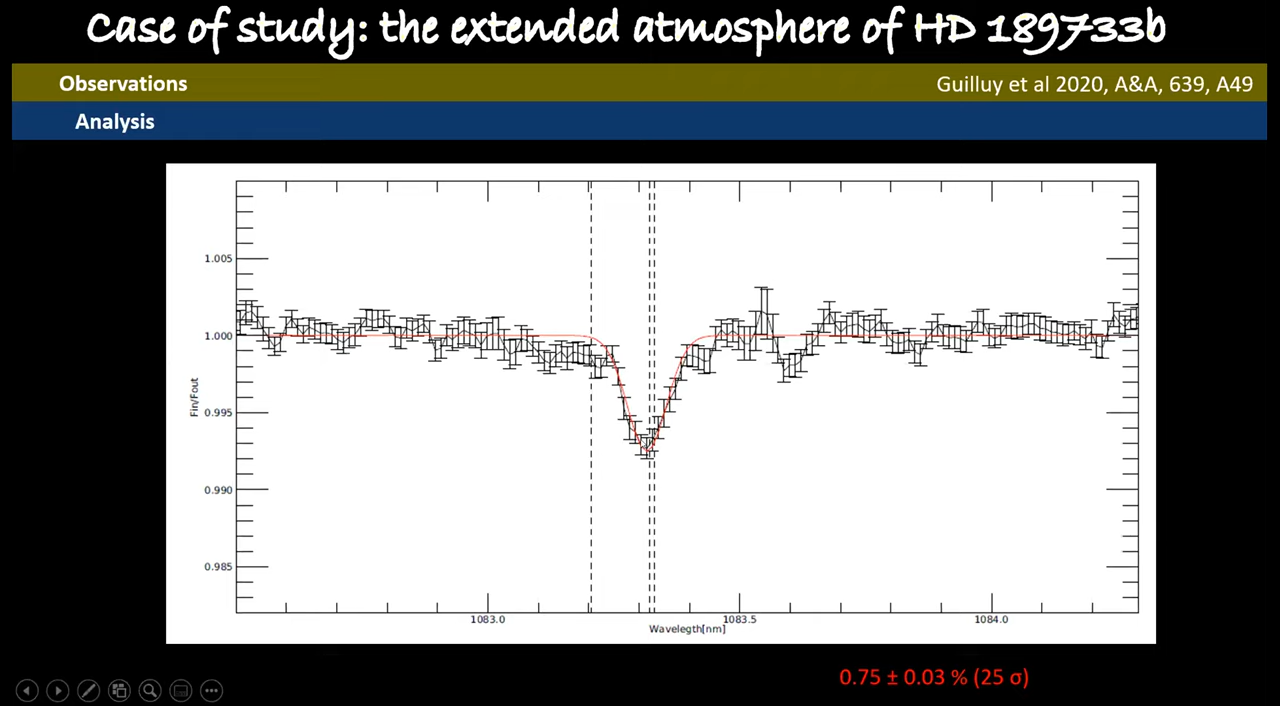 Case of study: the extended atmosphere of HD 189733b
Observations
Guilluy et al 2020, A&A, 639, A49
Analysis
1.005
1.000
0.995
0.990
0.985
Fin/Fout
1083.0
1083.5
1084.0
Wavelegth[nm]
0.75 ± 0.03 % (25 σ)